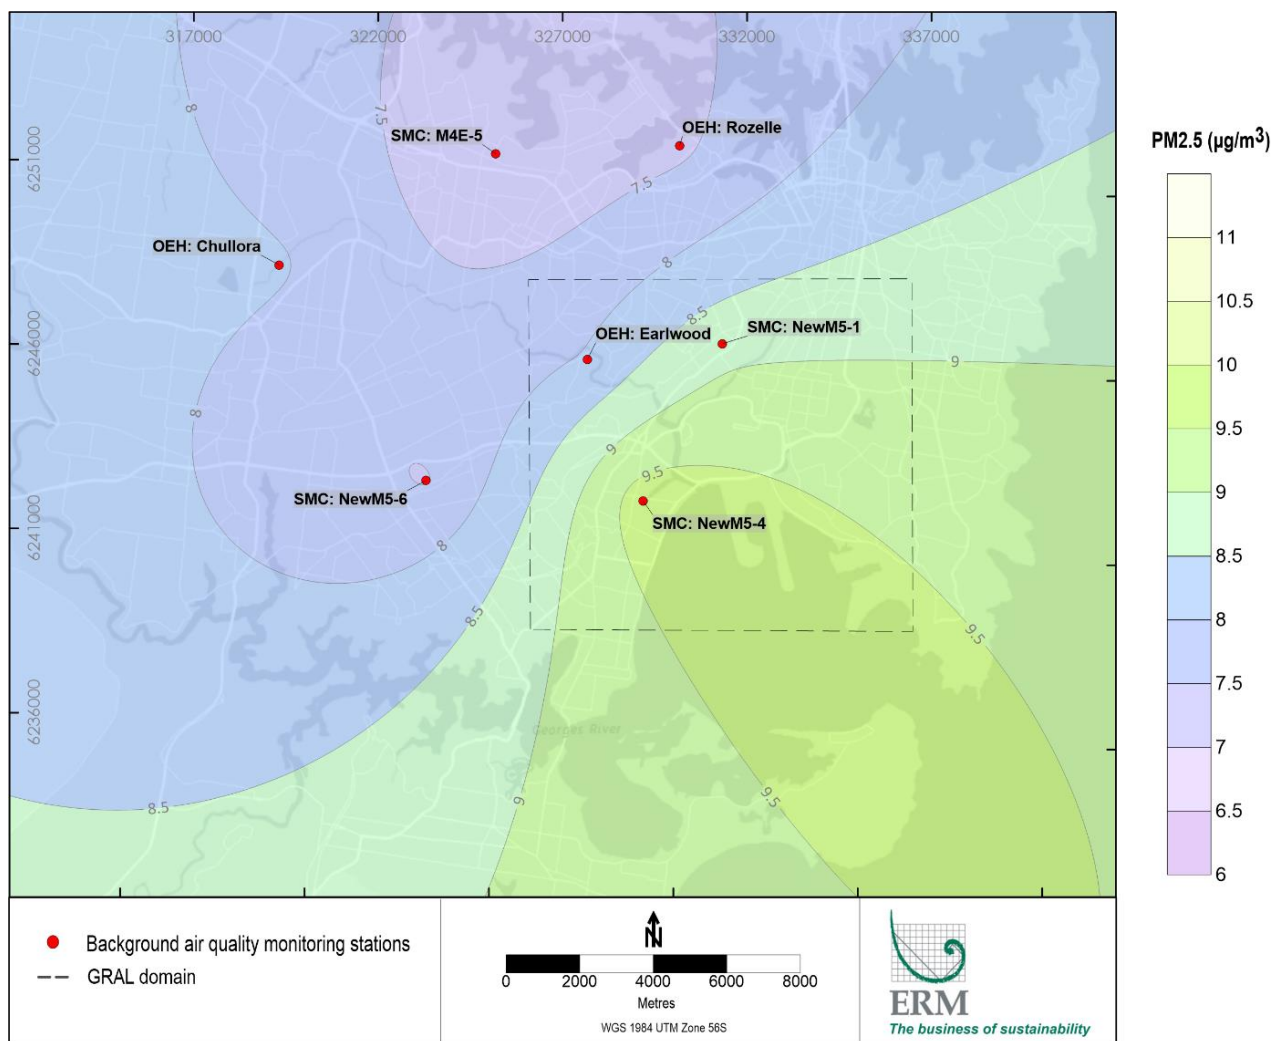 317000
322000
327000
332000
337000
6251000
6246000
6241000
6236000
8
7.5
SMC: M4E-5
OEH: Rozelle
7.5
OEH: Chullora
8
8.5
OEH: Earlwood
SMC: NewM5-1
9
8
9
9.5
SMC: NewM5-6
SMC: NewM5-4
8
8.5
9.5
Georges River
8.5
9
9.5
PM2.5 (µg/m³)
11
10.5
10
9.5
9
8.5
8
7.5
7
6.5
6
Background air quality monitoring stations
GRAL domain
N
0 2000 4000 6000 8000
Metres
WGS 1984 UTM Zone 56S
ERM
The business of sustainability